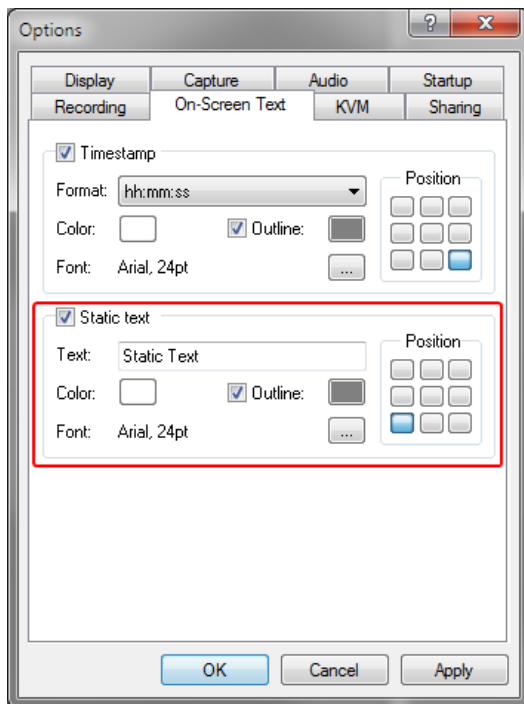 Options
?
X
Display Capture Audio Startup
Recording On-Screen Text KVM Sharing
Timestamp
Format: hh:mm:ss
Position
Color: Outline:
Font: Arial, 24pt ...
Static text
Text: Static Text
Position
Color: Outline:
Font: Arial, 24pt ...
OK Cancel Apply